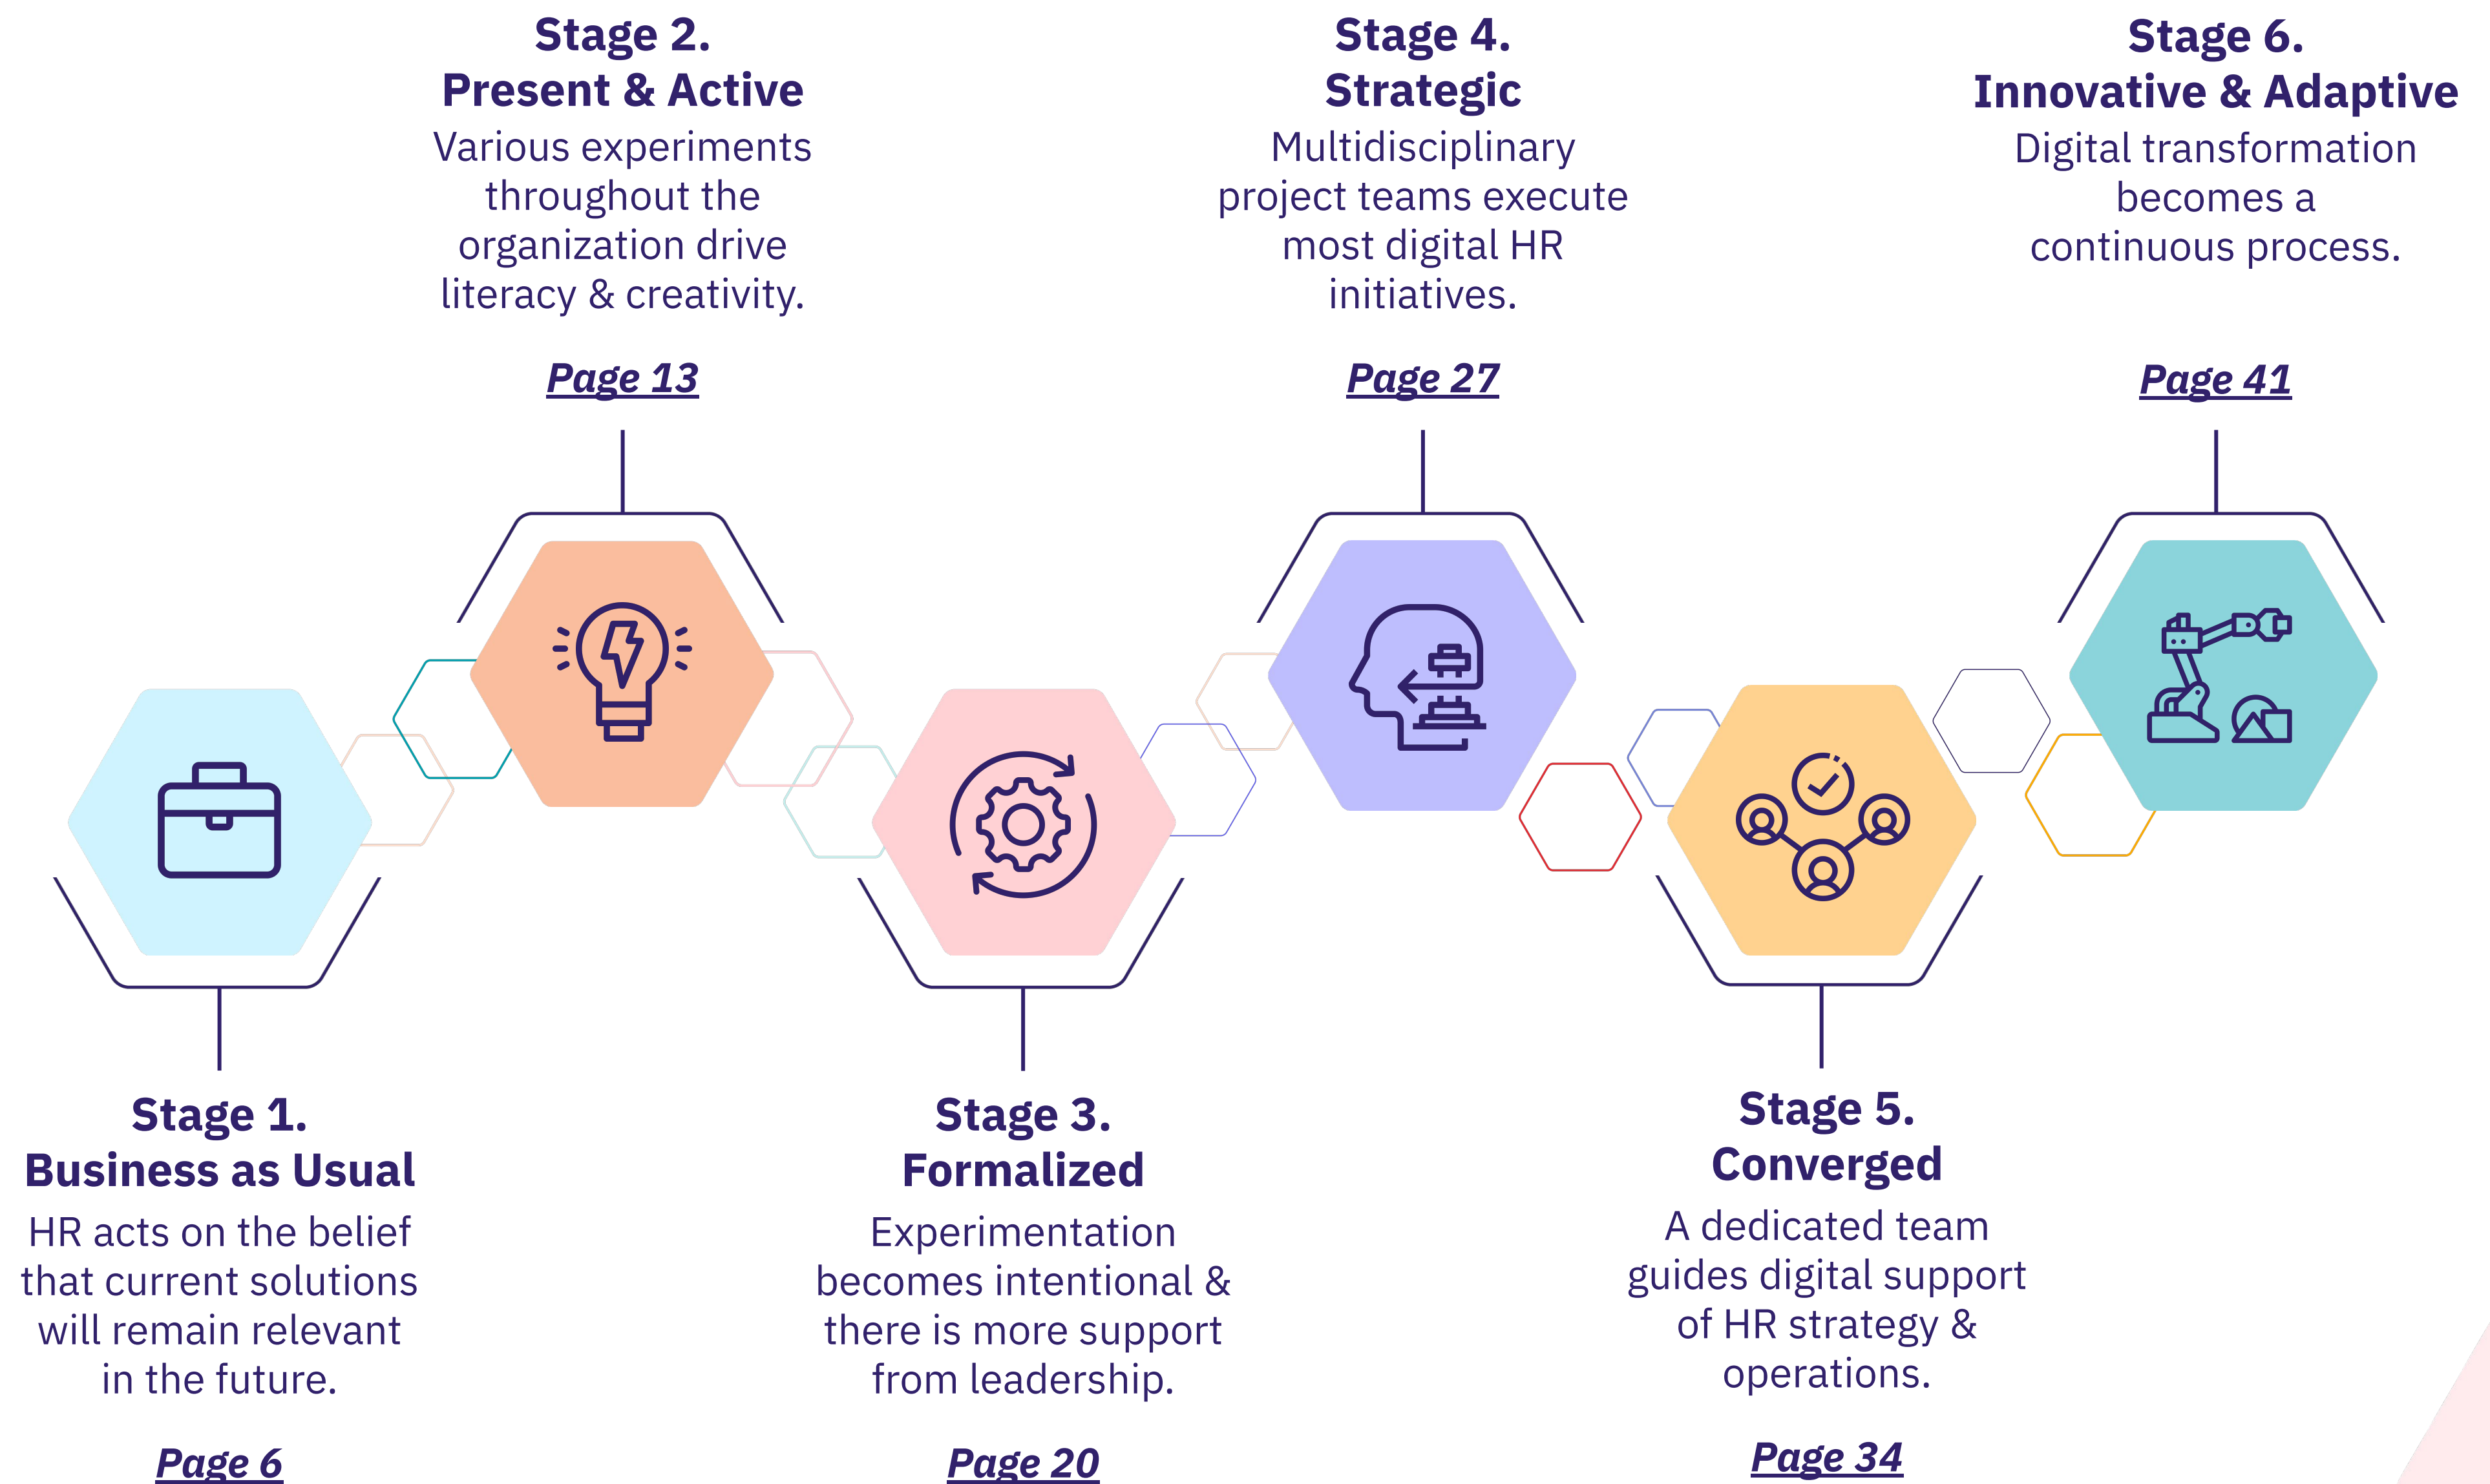 Stage 1.
Business as Usual
HR acts on the belief
that current solutions
will remain relevant
in the future.
Page 6
Stage 2.
Present & Active
Various experiments
throughout the
organization drive
literacy & creativity.
Page 13
Stage 3.
Formalized
Experimentation
becomes intentional &
there is more support
from leadership.
Page 20
Stage 4.
Strategic
Multidisciplinary
project teams execute
most digital HR
initiatives.
Page 27
Stage 5.
Converged
A dedicated team
guides digital support
of HR strategy &
operations.
Page 34
Stage 6.
Innovative & Adaptive
Digital transformation
becomes a
continuous process.
Page 41